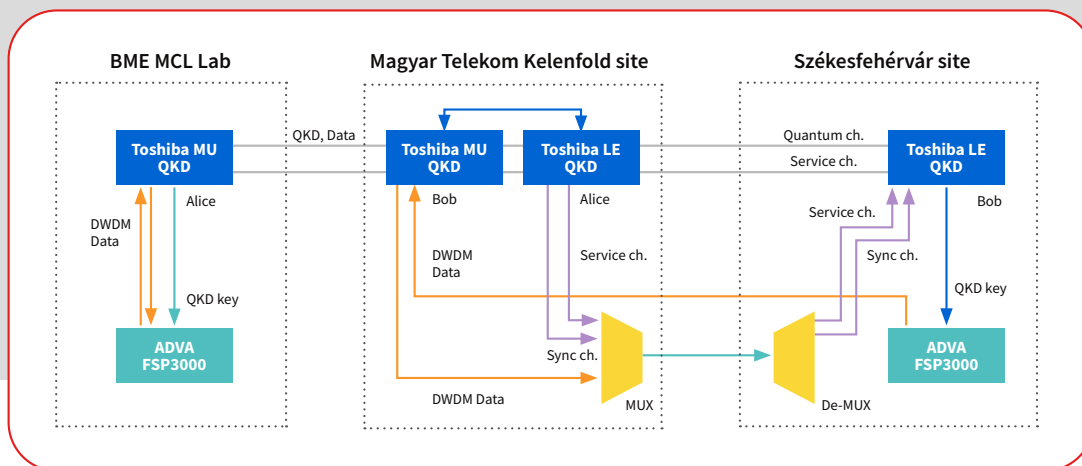 BME MCL Lab
Magyar Telekom Kelenfold site
Székesfehérvár site
Toshiba MU
QKD
QKD, Data
Toshiba MU
QKD
Toshiba LE
QKD
Quantum ch.
Service ch.
Toshiba LE
QKD
Alice
Bob
Alice
Bob
DWDM
Data
Service ch.
Sync ch.
DWDM
Data
Service ch.
QKD key
QKD key
ADVA
FSP3000
Sync ch.
DWDM Data
MUX
De-MUX
ADVA
FSP3000